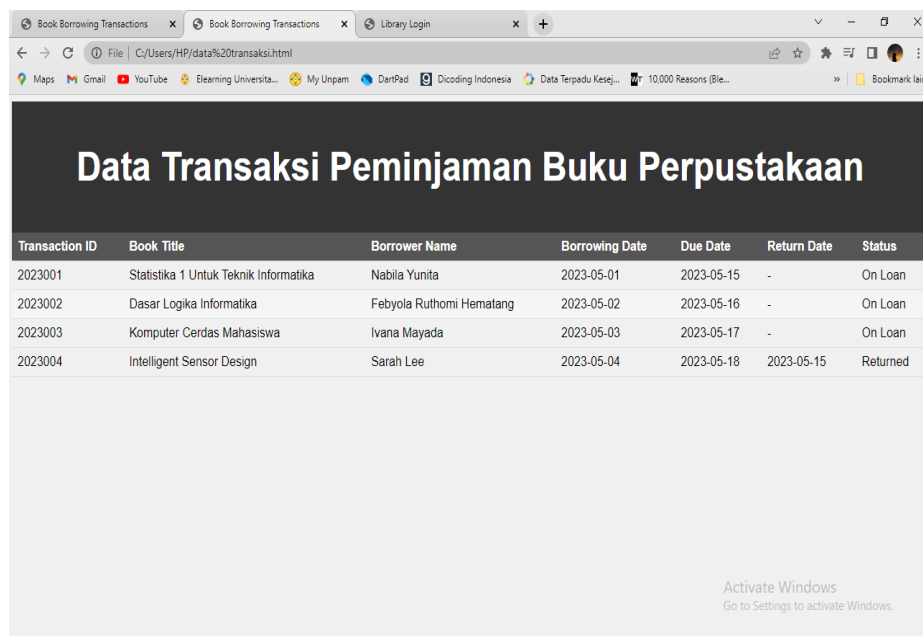 Book Borrowing Transactions Book Borrowing Transactions Library Login
File C:/Users/HP/data%20transaksi.html
Maps Gmail YouTube Elearning Universita... My Unpam DartPad Dicoding Indonesia Data Terpadu Kesej... 10,000 Reasons (Ble... » Bookmark lai
Data Transaksi Peminjaman Buku Perpustakaan
Transaction ID Book Title Borrower Name Borrowing Date Due Date Return Date Status
2023001 Statistika 1 Untuk Teknik Informatika Nabila Yunita 2023-05-01 2023-05-15 - On Loan
2023002 Dasar Logika Informatika Febyola Ruthomi Hematang 2023-05-02 2023-05-16 - On Loan
2023003 Komputer Cerdas Mahasiswa Ivana Mayada 2023-05-03 2023-05-17 - On Loan
2023004 Intelligent Sensor Design Sarah Lee 2023-05-04 2023-05-18 2023-05-15 Returned
Activate Windows
Go to Settings to activate Windows.